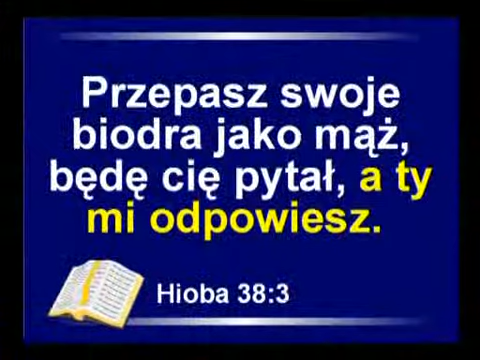 Przepasz swoje
biodra jako mąż,
będę cię pytał, a ty
mi odpowiesz.
Hioba 38:3